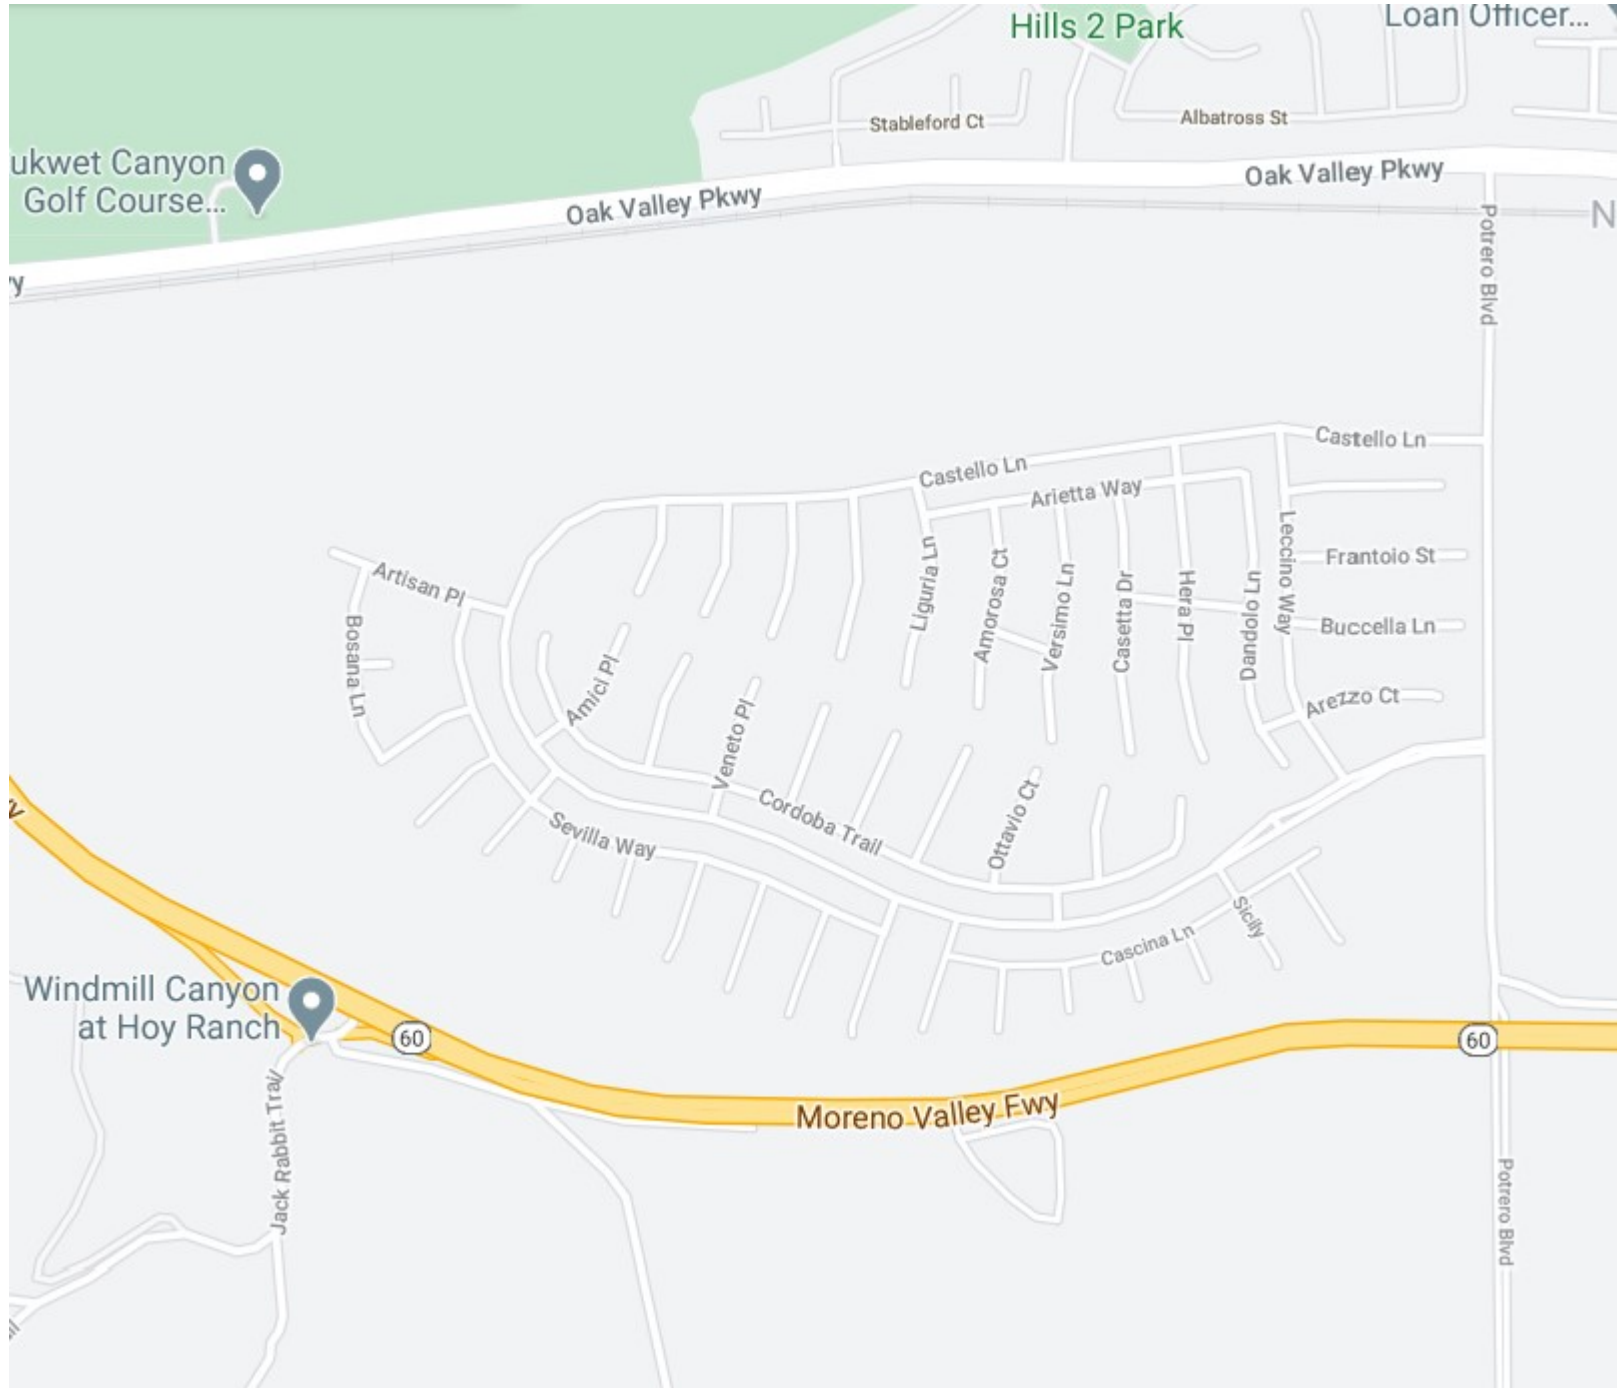 Hills 2 Park
Loan Officer...
Stableford Ct
Albatross St
ukwet Canyon
Golf Course...
Oak Valley Pkwy
Oak Valley Pkwy
N
y
Potrero Blvd
Castello Ln
Castello Ln
Arietta Way
Artisan Pl
Bosana Ln
Liguria Ln
Amorosa Ct
Versimo Ln
Casetta Dr
Hera Pl
Dandolo Ln
Leccino Way
Frantoio St
Buccella Ln
Arezzo Ct
Amici Pl
Veneto Pl
Cordoba Trail
Sevilla Way
Ottavio Ct
Sicily
Cascina Ln
Windmill Canyon
at Hoy Ranch
60
60
Moreno Valley Fwy
Jack Rabbit Trai
Potrero Blvd